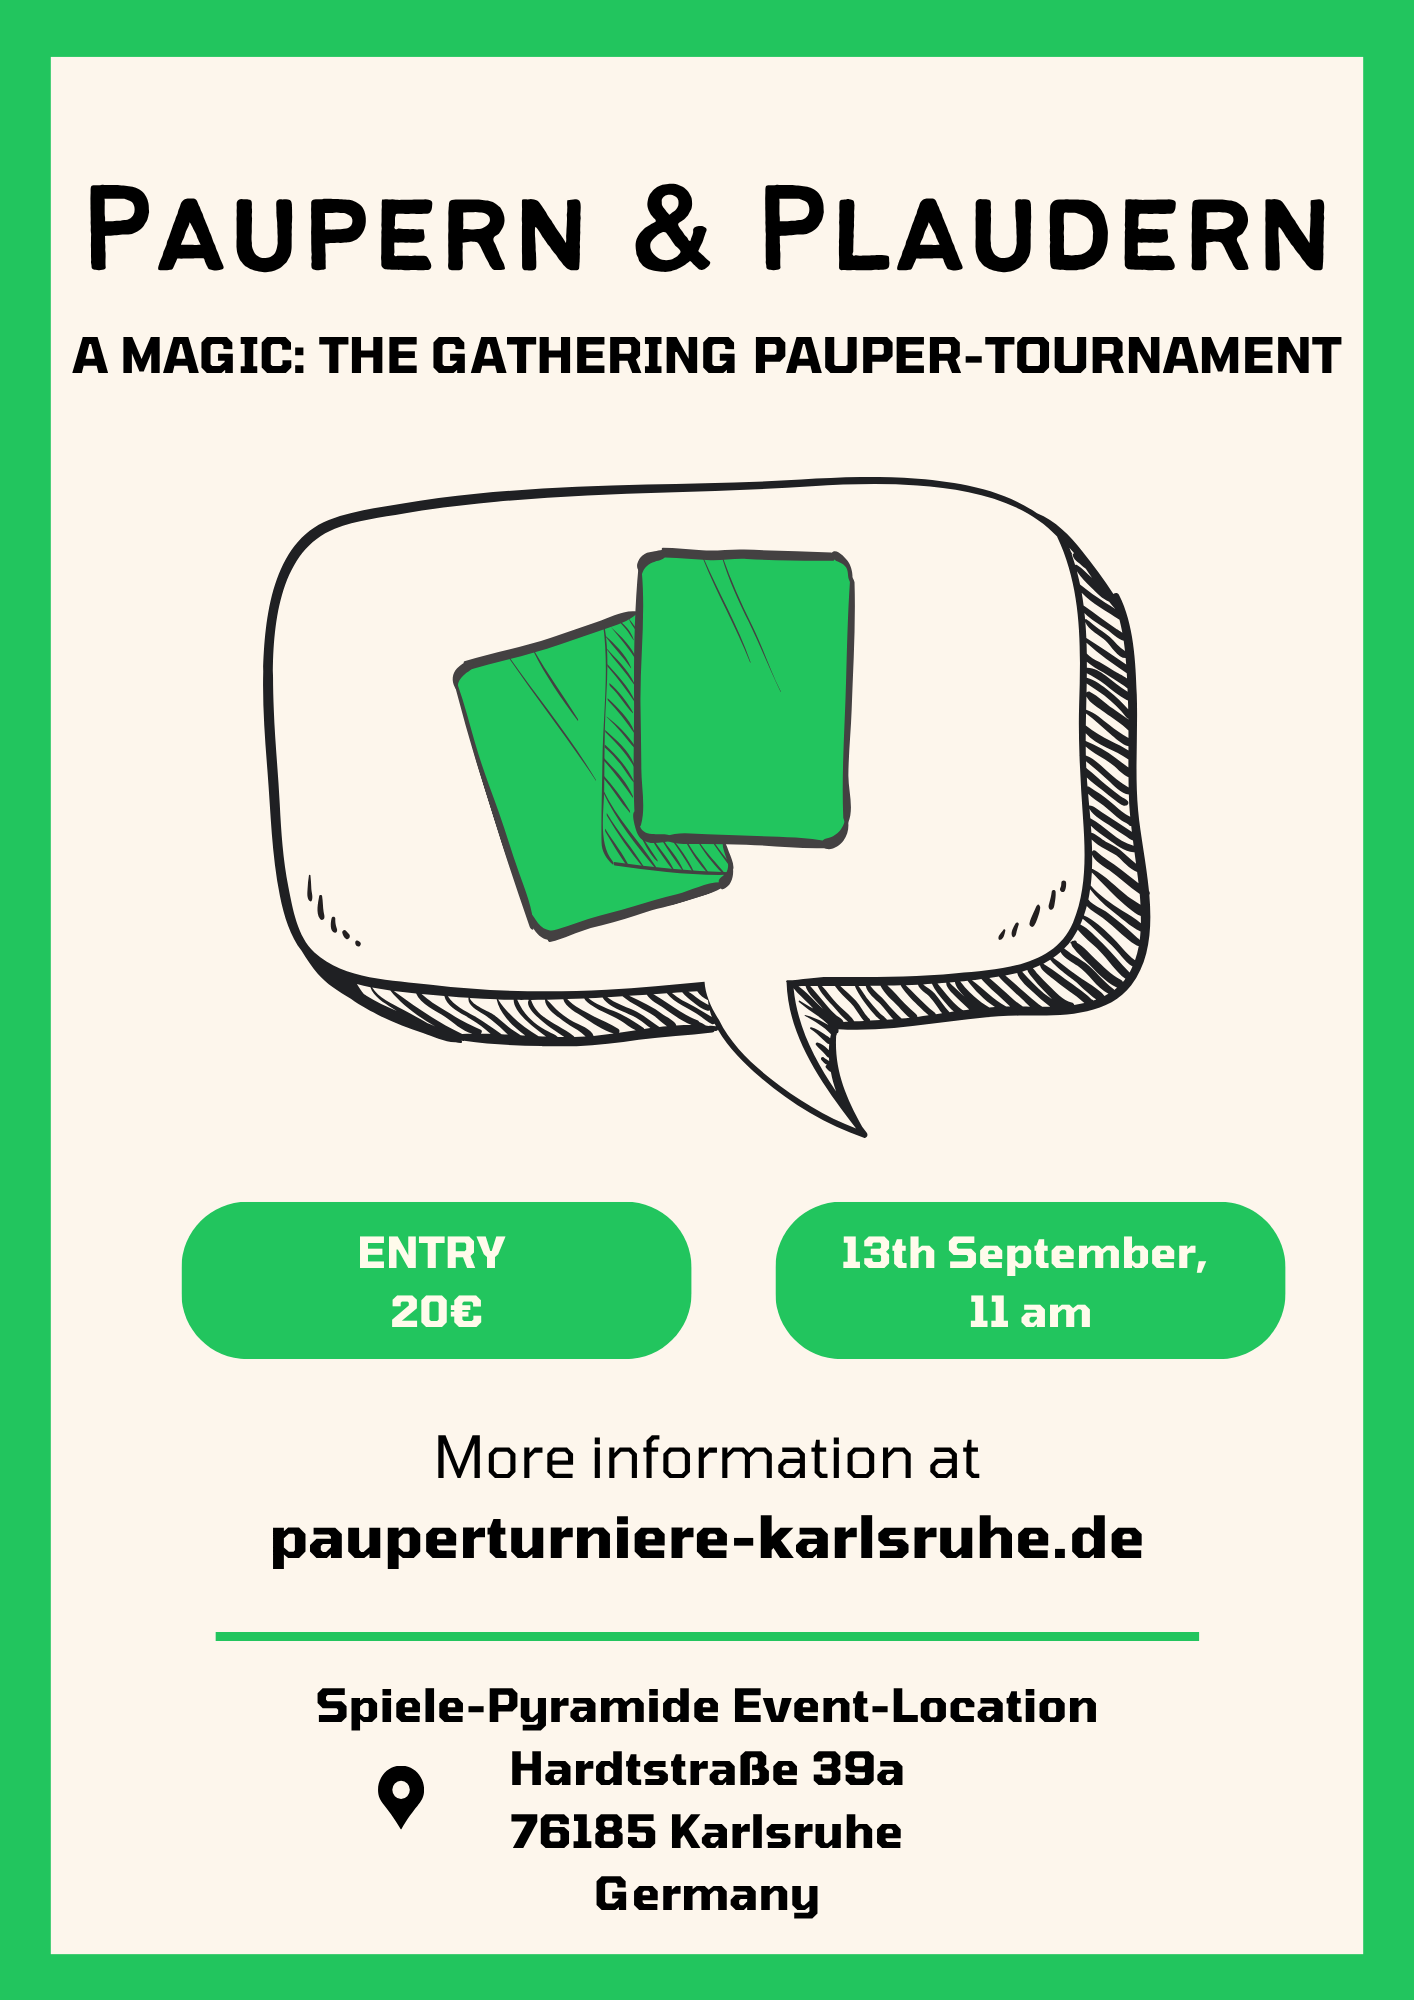 Paupern & Plaudern
A MAGIC: THE GATHERING PAUPER-TOURNAMENT
ENTRY
20€
13th September,
11 am
More information at
pauperturniere-karlsruhe.de
Spiele-Pyramide Event-Location
Hardtstraße 39a
76185 Karlsruhe
Germany